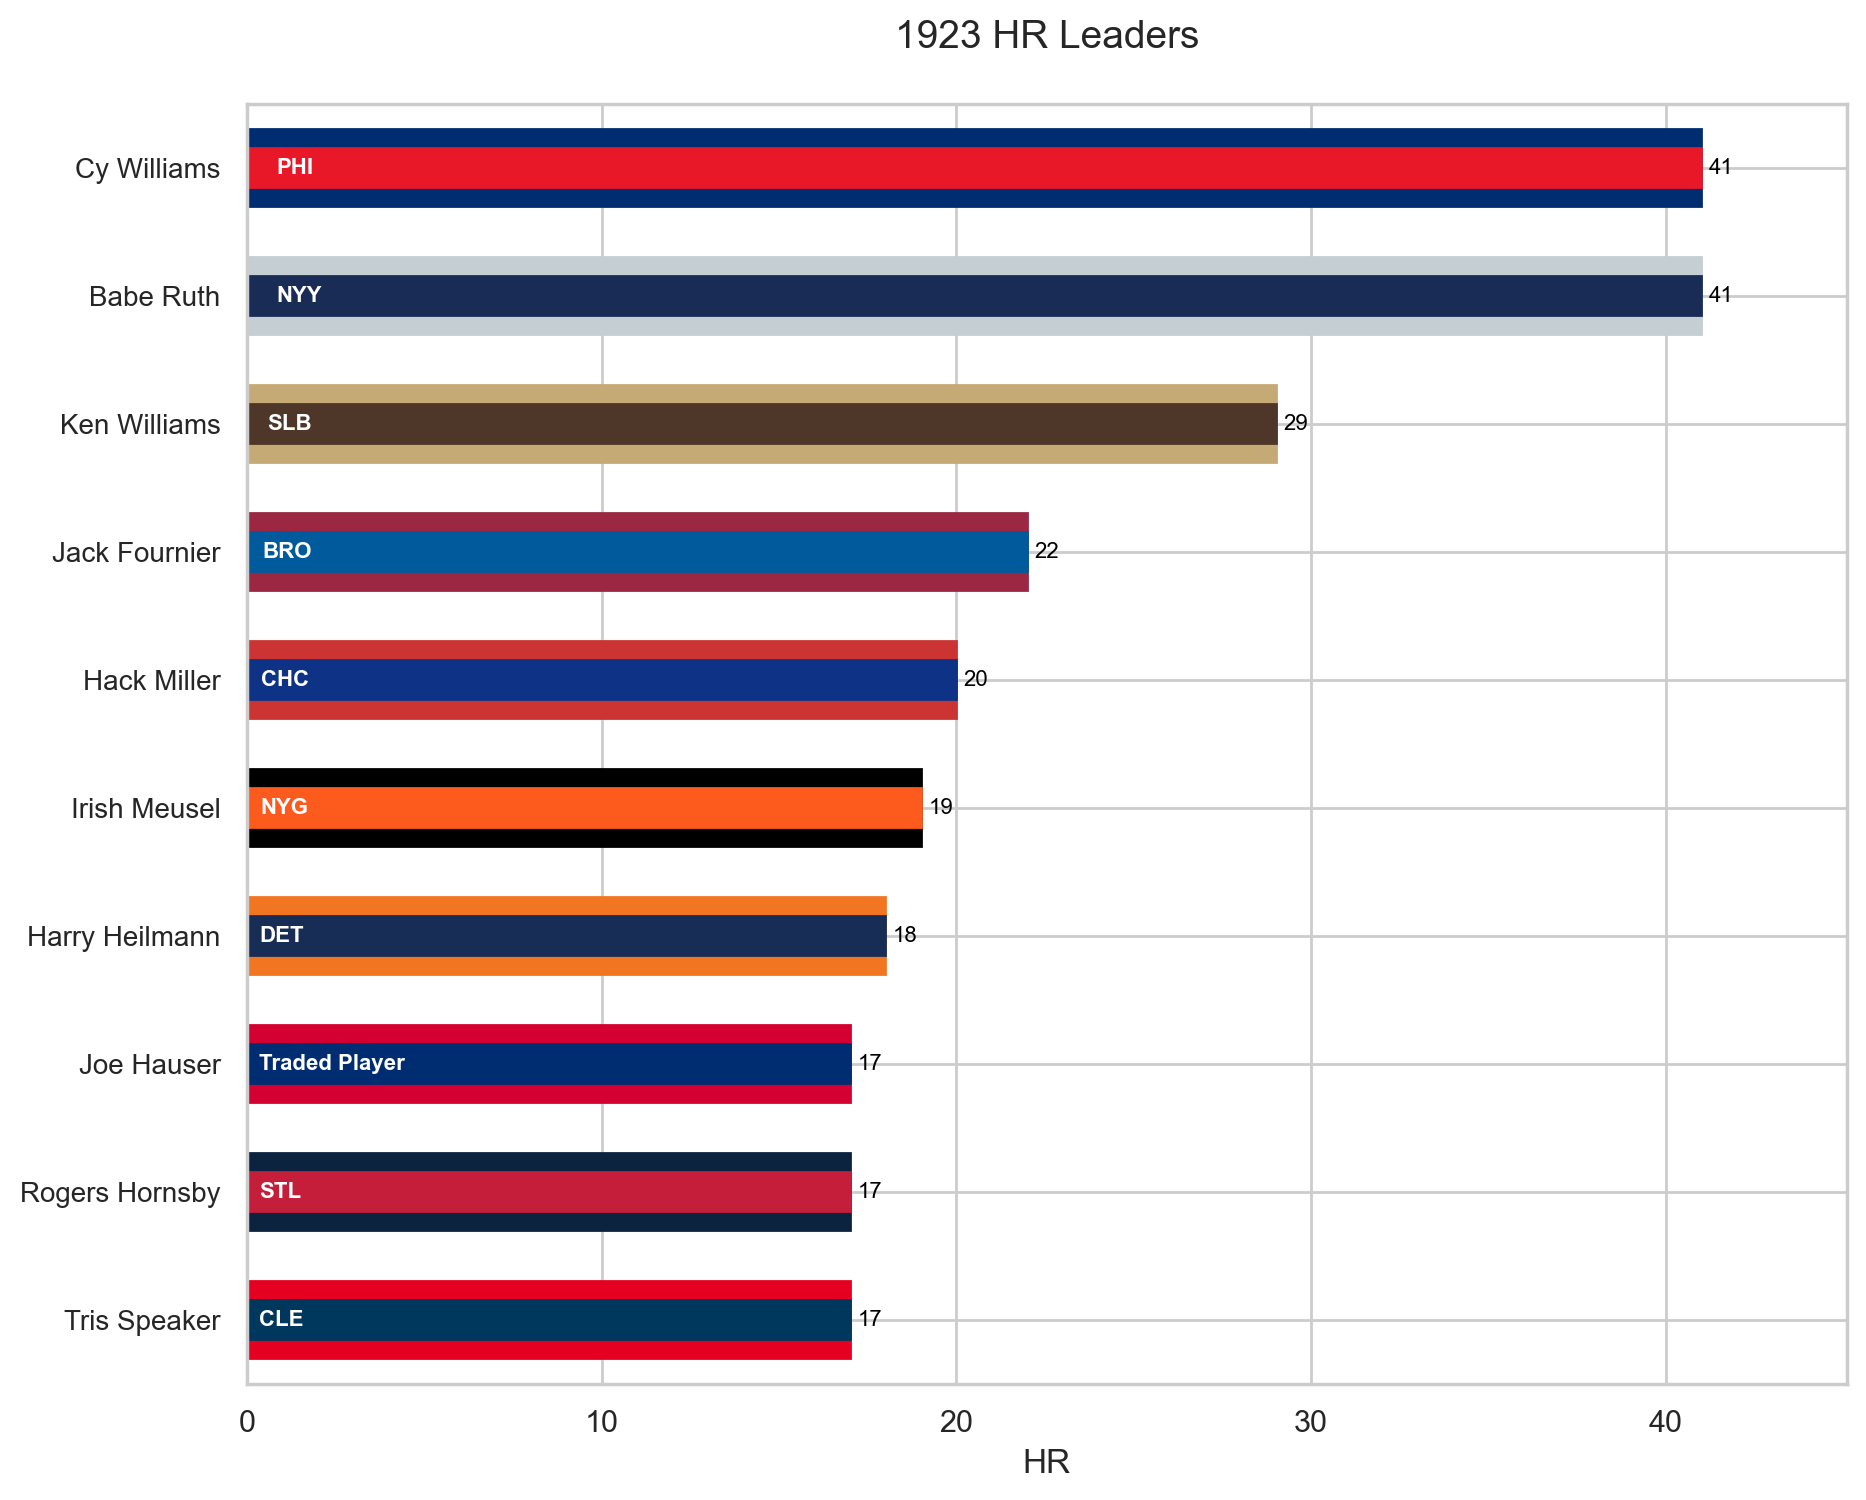 1923 HR Leaders
Cy Williams PHI 41
Babe Ruth NYY 41
Ken Williams SLB 29
Jack Fournier BRO 22
Hack Miller CHC 20
Irish Meusel NYG 19
Harry Heilmann DET 18
Joe Hauser Traded Player 17
Rogers Hornsby STL 17
Tris Speaker CLE 17
0 10 20 30 40
HR